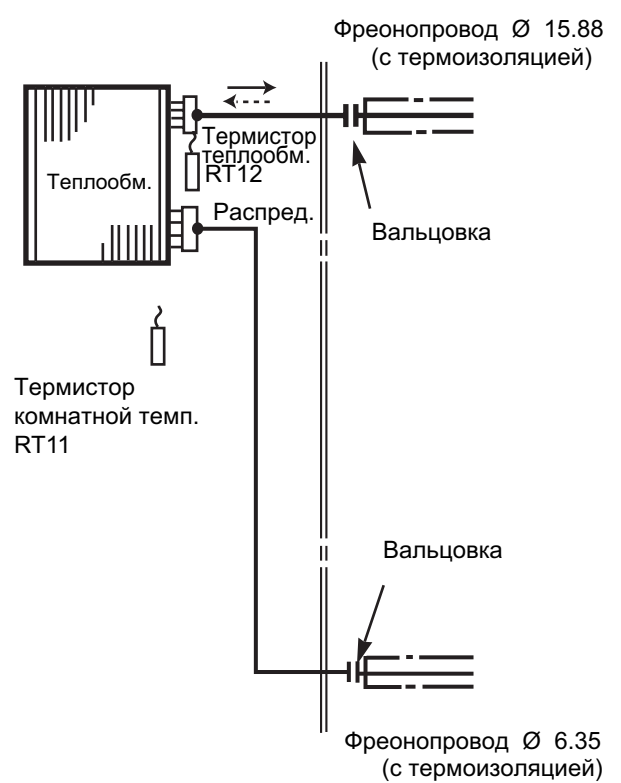 Фреонопровод Ø 15.88
(с термоизоляцией)
Термистор
теплообм.
RT12
Теплообм.
Распред.
Вальцовка
Термистор
комнатной темп.
RT11
Вальцовка
Фреонопровод Ø 6.35
(с термоизоляцией)